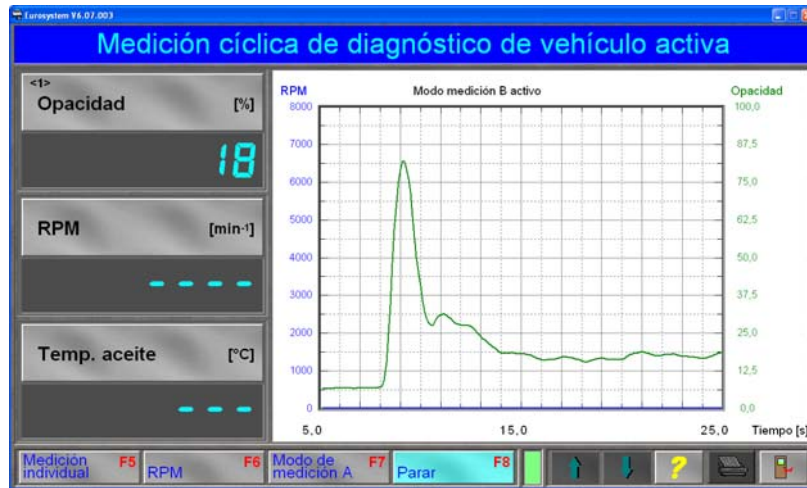 Eurosystem V6.07.003
Medición cíclica de diagnóstico de vehículo activa
<1>
Opacidad [%]
18
RPM [min-1]
- - - -
Temp. aceite [°C]
- - -
RPM Modo medición B activo Opacidad
8000 100,0
7000 87,5
6000 75,0
5000 62,5
4000 50,0
3000 37,5
2000 25,0
1000 12,5
0 0,0
5,0 15,0 25,0 Tiempo [s]
Medición individual F5
RPM F6
Modo de medición A F7
Parar F8
?